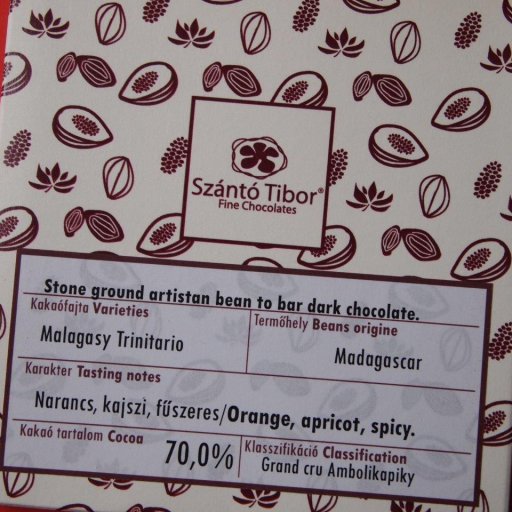 Szántó Tibor®
Fine Chocolates
Stone ground artistan bean to bar dark chocolate.
Kakaófajta Varieties
Malagasy Trinitario
Termőhely Beans origine
Madagascar
Karakter Tasting notes
Narancs, kajszi, fűszeres/Orange, apricot, spicy.
Kakaó tartalom Cocoa
70,0%
Klasszifikáció Classification
Grand cru Ambolikapiky